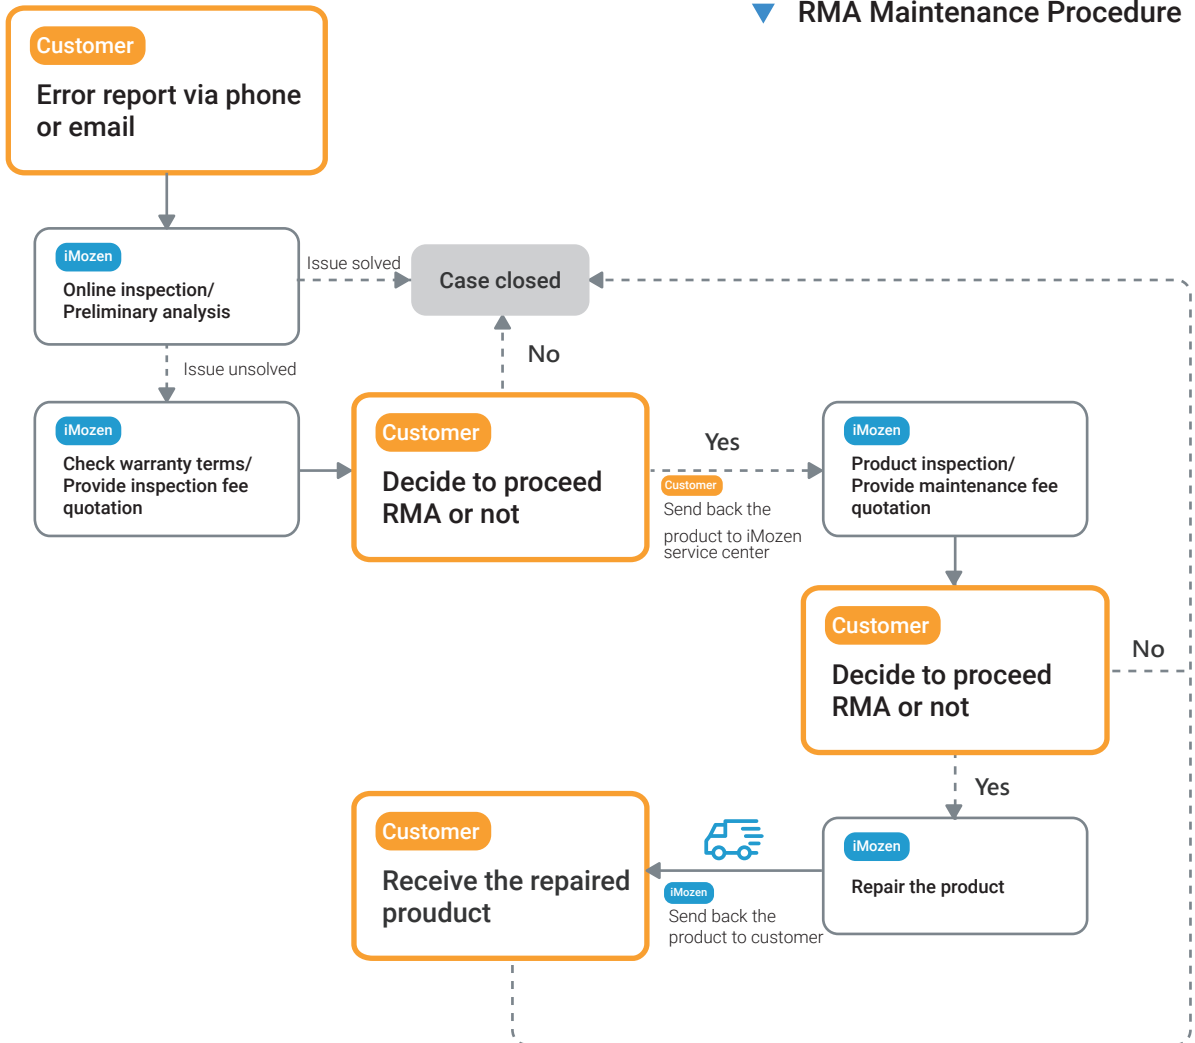 ▼ RMA Maintenance Procedure
Customer
Error report via phone
or email
iMozen
Online inspection/
Preliminary analysis
Issue solved
Case closed
Issue unsolved
No
iMozen
Check warranty terms/
Provide inspection fee
quotation
Customer
Decide to proceed
RMA or not
Yes
Customer
Send back the
product to iMozen
service center
iMozen
Product inspection/
Provide maintenance fee
quotation
Customer
Decide to proceed
RMA or not
No
Yes
iMozen
Repair the product
iMozen
Send back the
product to customer
Customer
Receive the repaired
prouduct